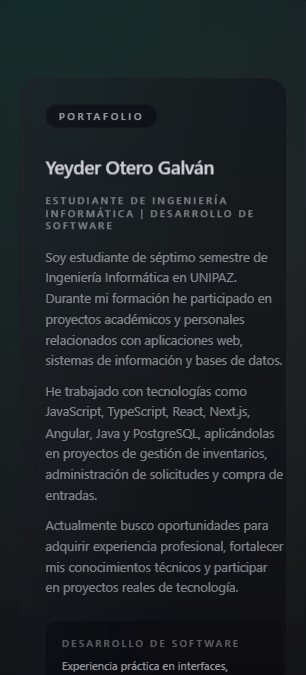 PORTAFOLIO
Yeyder Otero Galván
ESTUDIANTE DE INGENIERÍA
INFORMÁTICA | DESARROLLO DE
SOFTWARE
Soy estudiante de séptimo semestre de
Ingeniería Informática en UNIPAZ.
Durante mi formación he participado en
proyectos académicos y personales
relacionados con aplicaciones web,
sistemas de información y bases de datos.
He trabajado con tecnologías como
JavaScript, TypeScript, React, Next.js,
Angular, Java y PostgreSQL, aplicándolas
en proyectos de gestión de inventarios,
administración de solicitudes y compra de
entradas.
Actualmente busco oportunidades para
adquirir experiencia profesional, fortalecer
mis conocimientos técnicos y participar
en proyectos reales de tecnología.
DESARROLLO DE SOFTWARE
Experiencia práctica en interfaces,